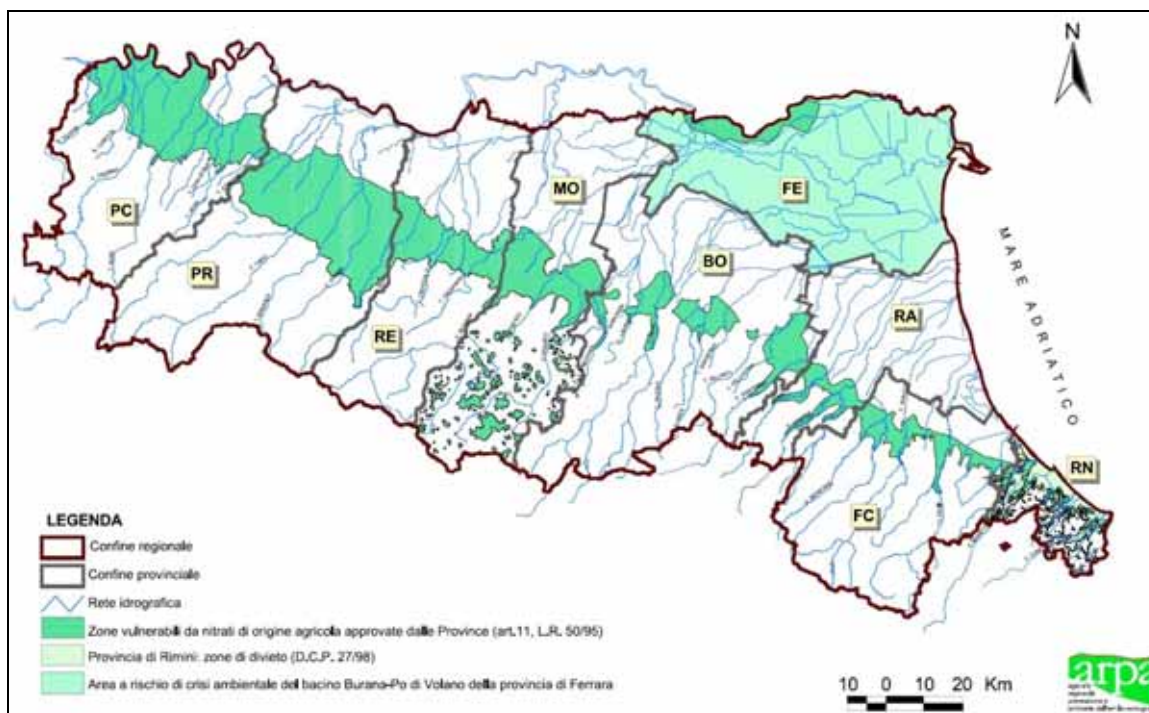 N
MO
FE
PC
BO
PR
RA
RE
MARE ADRIATICO
RN
FC
LEGENDA
Confine regionale
Confine provinciale
Rete idrografica
Zone vulnerabili da nitrati di origine agricola approvate dalle Province (art.11, L.R. 50/95)
Provincia di Rimini: zone di divieto (D.C.P. 27/98)
Area a rischio di crisi ambientale del bacino Burano-Po di Volano della provincia di Ferrara
10 0 10 20 Km
arpa